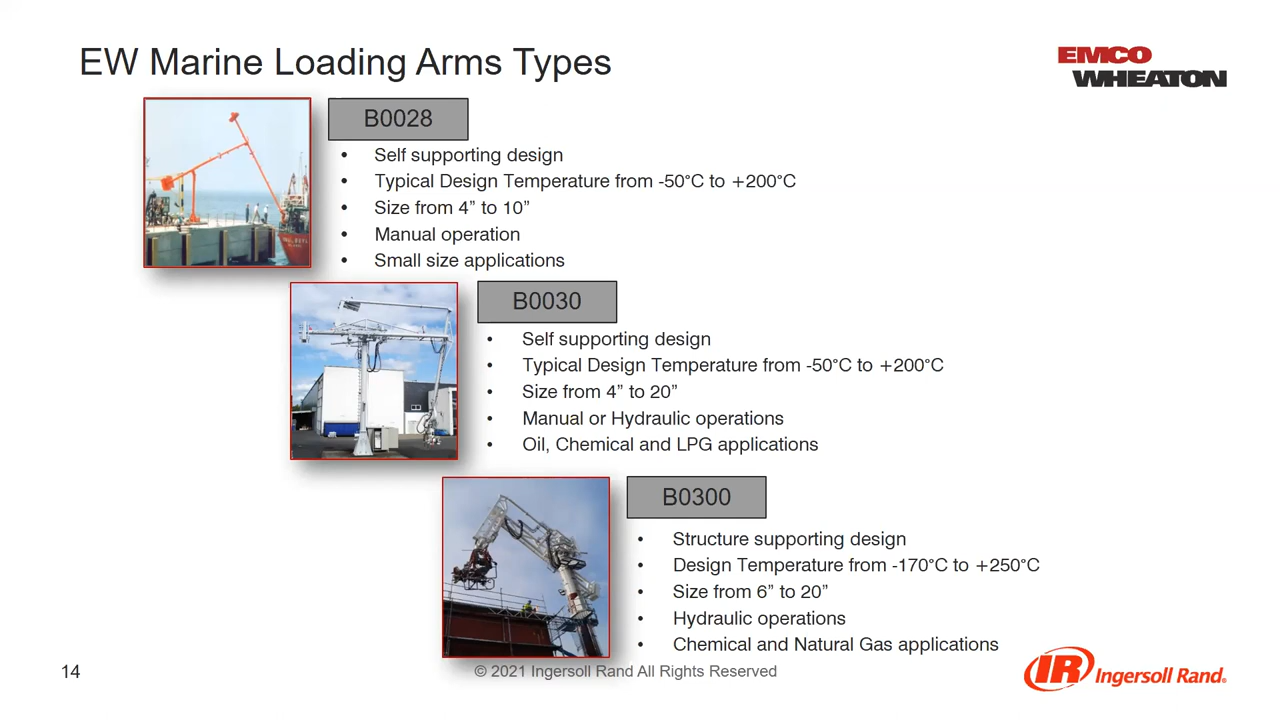 EW Marine Loading Arms Types
EMCO
WHEATON
B0028
• Self supporting design
• Typical Design Temperature from -50°C to +200°C
• Size from 4” to 10”
• Manual operation
• Small size applications
B0030
• Self supporting design
• Typical Design Temperature from -50°C to +200°C
• Size from 4” to 20”
• Manual or Hydraulic operations
• Oil, Chemical and LPG applications
B0300
• Structure supporting design
• Design Temperature from -170°C to +250°C
• Size from 6” to 20”
• Hydraulic operations
• Chemical and Natural Gas applications
14
© 2021 Ingersoll Rand All Rights Reserved
IR Ingersoll Rand®